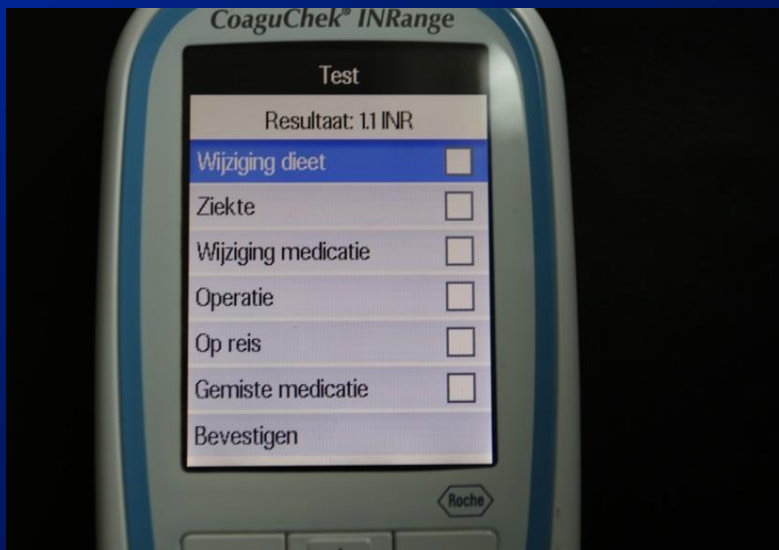 CoaguChek® INRange
Test
Resultaat: 1.1 INR
Wijziging dieet
Ziekte
Wijziging medicatie
Operatie
Op reis
Gemiste medicatie
Bevestigen
Roche